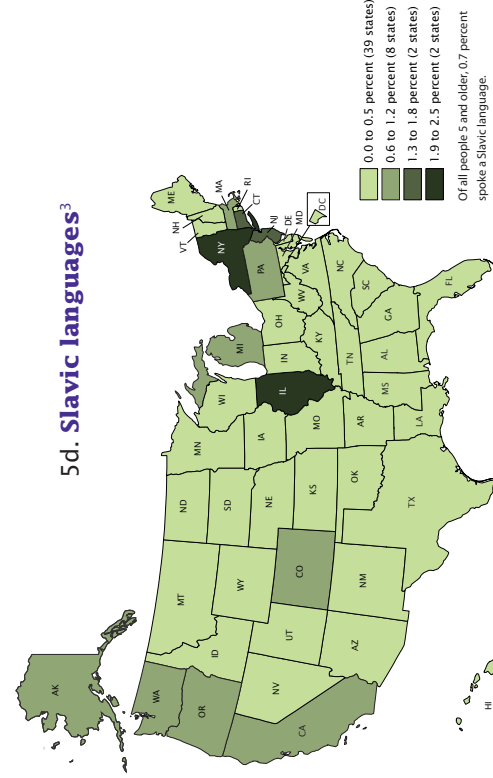 5d. Slavic languages3
0.0 to 0.5 percent (39 states)
0.6 to 1.2 percent (8 states)
1.3 to 1.8 percent (2 states)
1.9 to 2.5 percent (2 states)
Of all people 5 and older, 0.7 percent
spoke a Slavic language.
AK
WA
OR
CA
NV
ID
MT
WY
UT
AZ
CO
NM
ND
SD
NE
KS
OK
TX
MN
IA
MO
AR
LA
WI
IL
MI
IN
OH
KY
TN
MS
AL
GA
FL
SC
NC
VA
WV
PA
NY
VT
NH
ME
MA
RI
CT
NJ
DE
MD
DC
HI